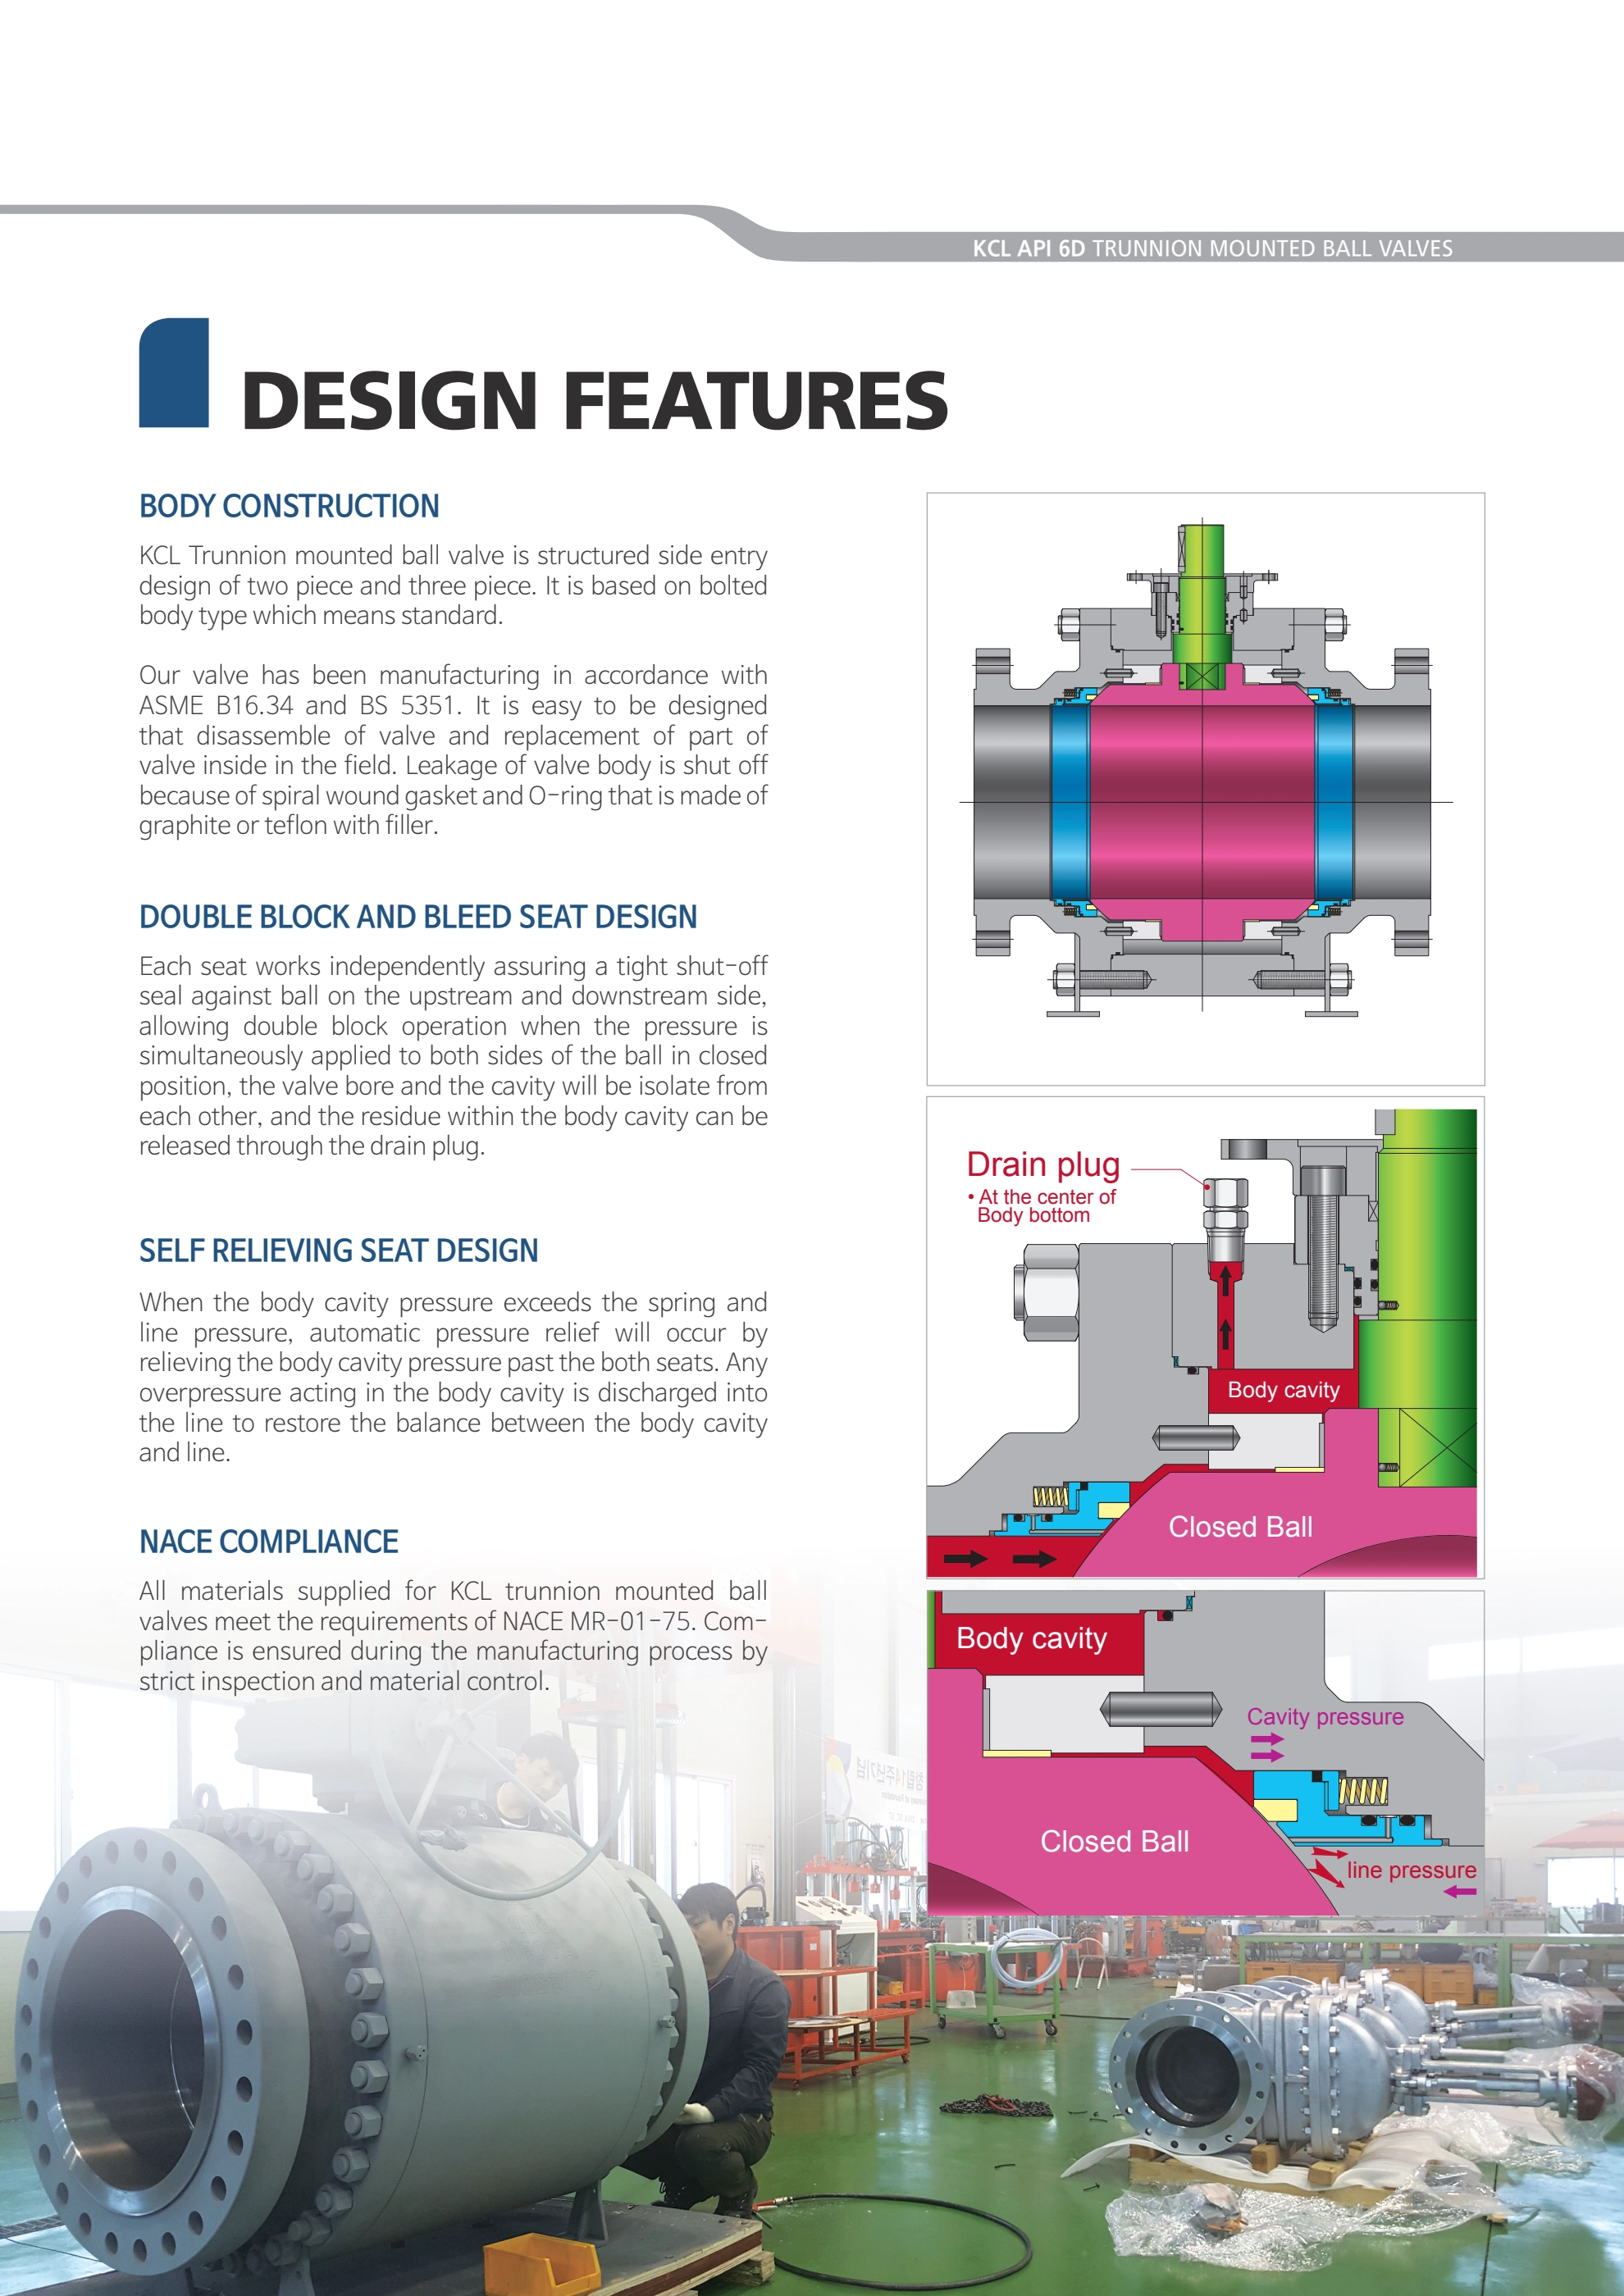 KCL API 6D TRUNNION MOUNTED BALL VALVES
DESIGN FEATURES
BODY CONSTRUCTION
KCL Trunnion mounted ball valve is structured side entry
design of two piece and three piece. It is based on bolted
body type which means standard.
Our valve has been manufacturing in accordance with
ASME B16.34 and BS 5351. It is easy to be designed
that disassemble of valve and replacement of part of
valve inside in the field. Leakage of valve body is shut off
because of spiral wound gasket and O-ring that is made of
graphite or teflon with filler.
DOUBLE BLOCK AND BLEED SEAT DESIGN
Each seat works independently assuring a tight shut-off
seal against ball on the upstream and downstream side,
allowing double block operation when the pressure is
simultaneously applied to both sides of the ball in closed
position, the valve bore and the cavity will be isolate from
each other, and the residue within the body cavity can be
released through the drain plug.
SELF RELIEVING SEAT DESIGN
When the body cavity pressure exceeds the spring and
line pressure, automatic pressure relief will occur by
relieving the body cavity pressure past the both seats. Any
overpressure acting in the body cavity is discharged into
the line to restore the balance between the body cavity
and line.
NACE COMPLIANCE
All materials supplied for KCL trunnion mounted ball
valves meet the requirements of NACE MR-01-75. Com-
pliance is ensured during the manufacturing process by
strict inspection and material control.
Drain plug
• At the center of
Body bottom
Body cavity
Closed Ball
Body cavity
Cavity pressure
Closed Ball
line pressure